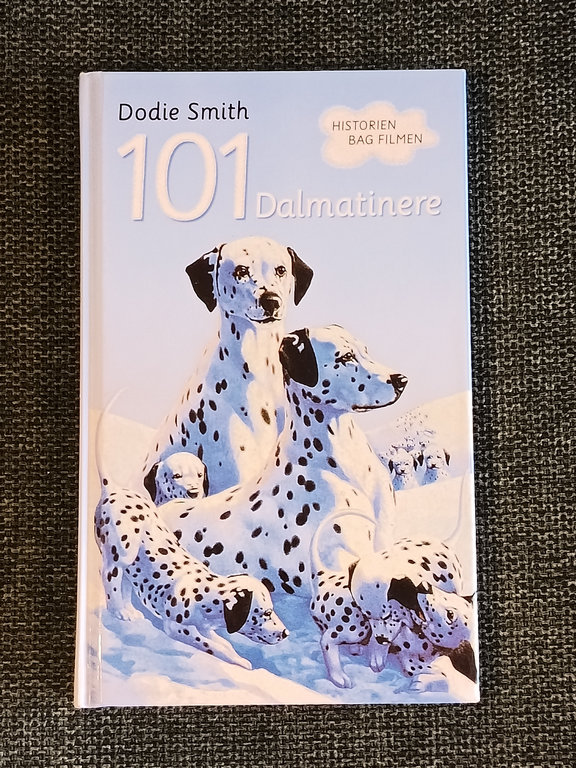 Dodie Smith
HISTORIEN
BAG FILMEN
101 Dalmatinere